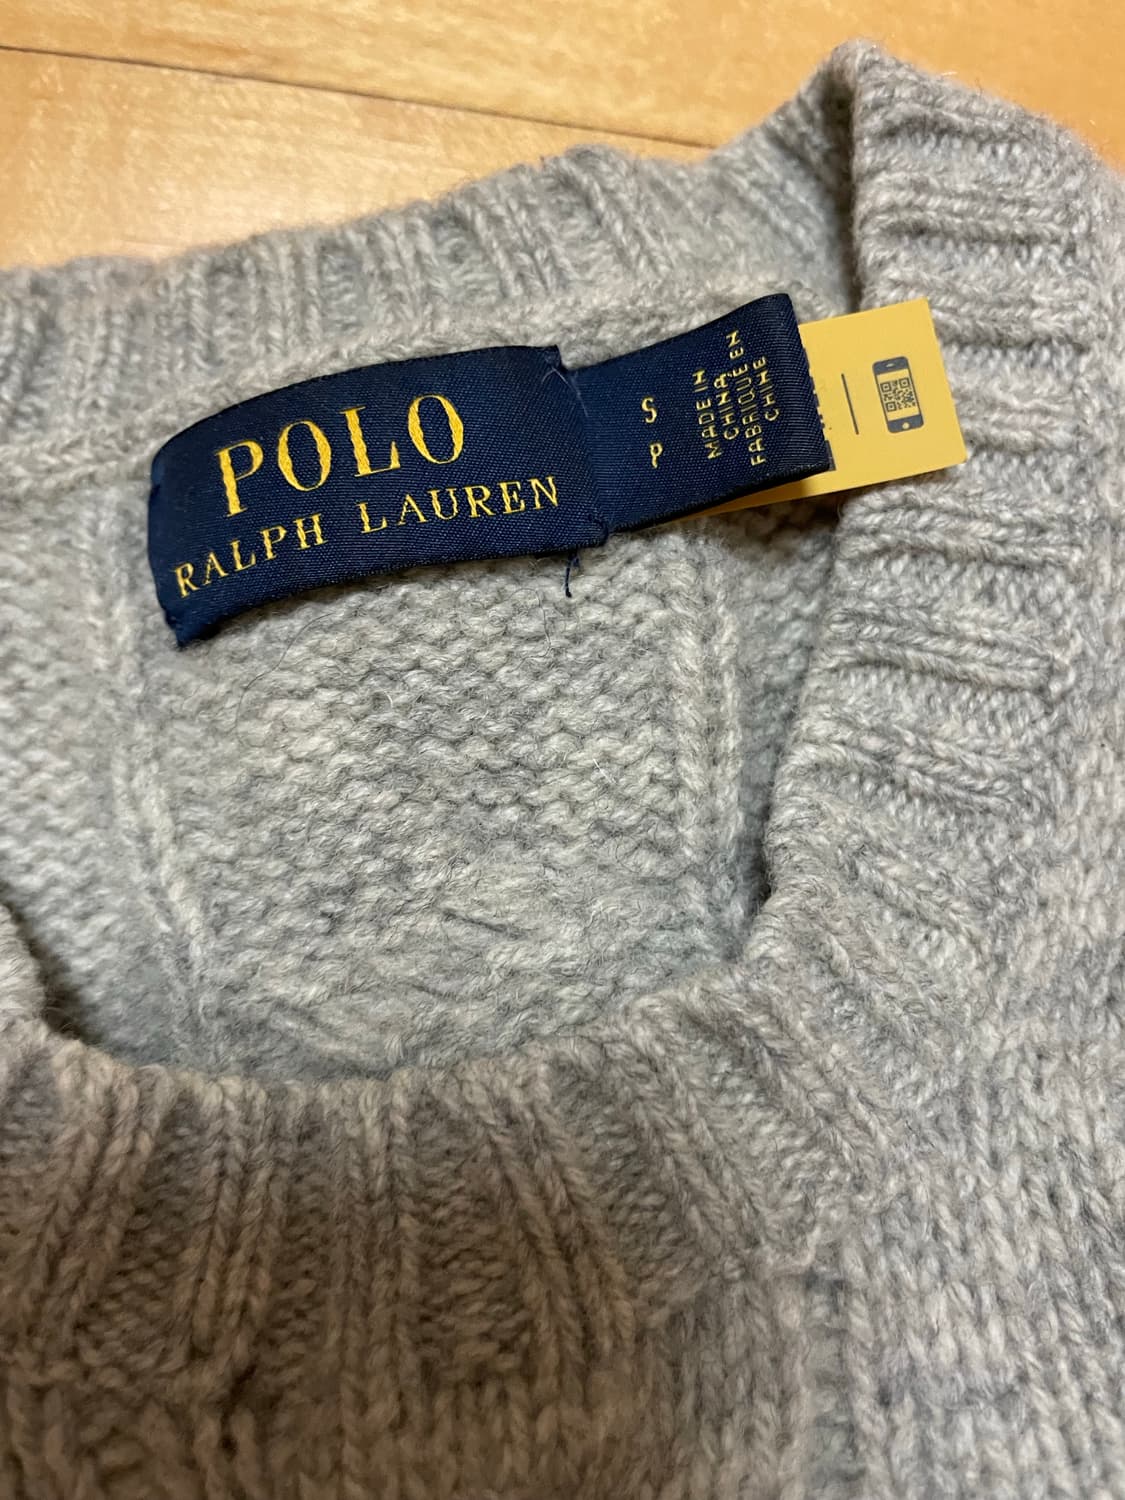 POLO
RALPH LAUREN
S
P
MADE IN
CHINA
FABRIQUÉ EN
CHINE